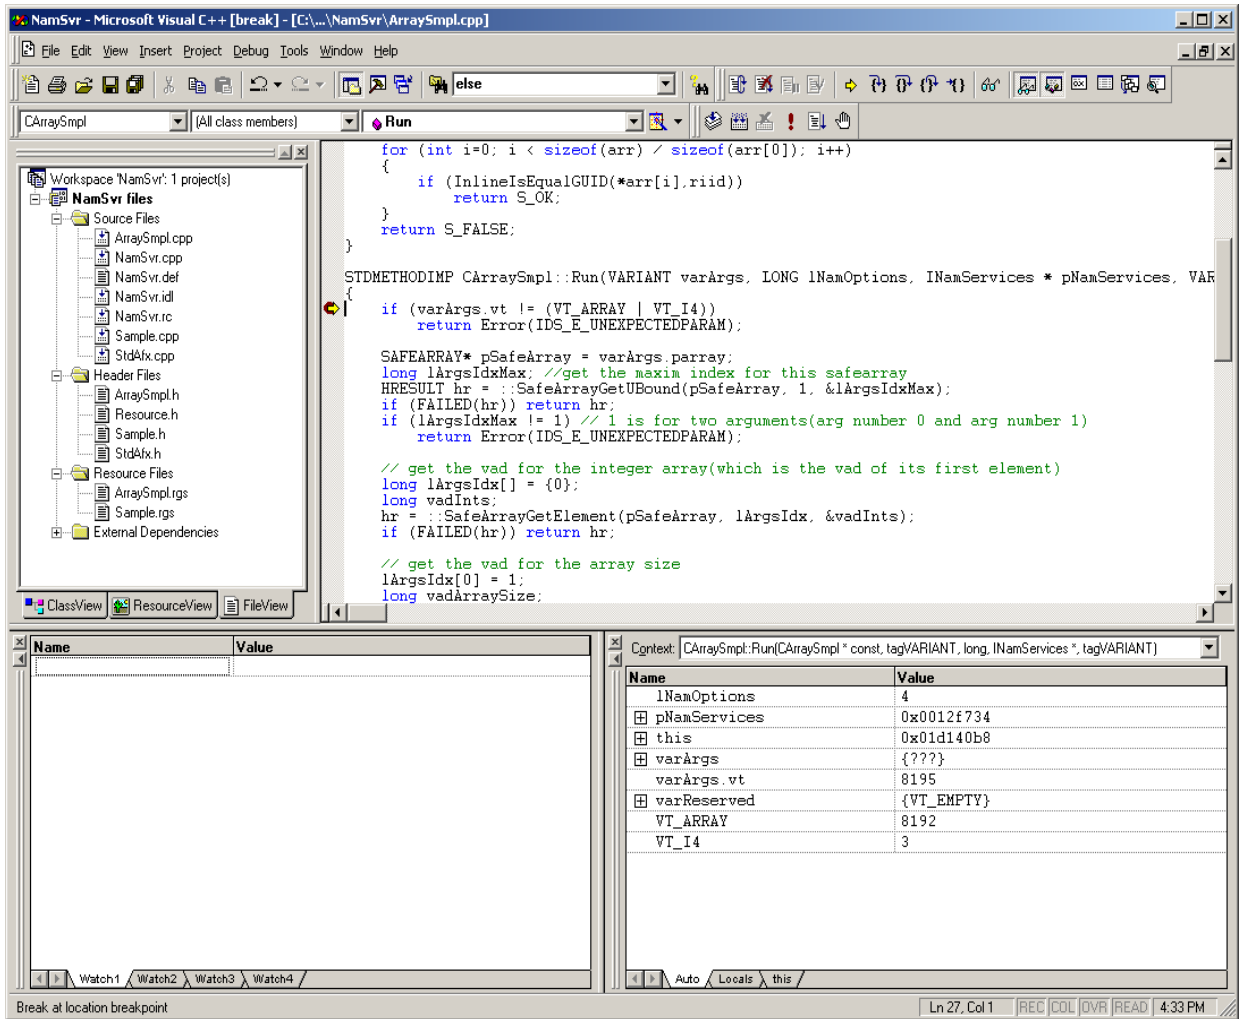 NamSvr - Microsoft Visual C++ [break] - [C:\...\NamSvr\ArraySmpl.cpp]
File Edit View Insert Project Debug Tools Window Help
else
CArraySmpl (All class members) Run
Workspace 'NamSvr': 1 project(s)
NamSvr files
Source Files
ArraySmpl.cpp
NamSvr.cpp
NamSvr.def
NamSvr.idl
NamSvr.rc
Sample.cpp
StdAfx.cpp
Header Files
ArraySmpl.h
Resource.h
Sample.h
StdAfx.h
Resource Files
ArraySmpl.rgs
Sample.rgs
External Dependencies
ClassView ResourceView FileView
for (int i=0; i < sizeof(arr) / sizeof(arr[0]); i++)
{
if (InlineIsEqualGUID(*arr[i],riid))
return S_OK;
}
return S_FALSE;
}
STDMETHODIMP CArraySmpl::Run(VARIANT varArgs, LONG lNamOptions, INamServices * pNamServices, VAR
{
if (varArgs.vt != (VT_ARRAY | VT_I4))
return Error(IDS_E_UNEXPECTEDPARAM);
SAFEARRAY* pSafeArray = varArgs.parray;
long lArgsIdxMax; //get the maxim index for this safearray
HRESULT hr = ::SafeArrayGetUBound(pSafeArray, 1, &lArgsIdxMax);
if (FAILED(hr)) return hr;
if (lArgsIdxMax != 1) // 1 is for two arguments(arg number 0 and arg number 1)
return Error(IDS_E_UNEXPECTEDPARAM);
// get the vad for the integer array(which is the vad of its first element)
long lArgsIdx[] = {0};
long vadInts;
hr = ::SafeArrayGetElement(pSafeArray, lArgsIdx, &vadInts);
if (FAILED(hr)) return hr;
// get the vad for the array size
lArgsIdx[0] = 1;
long vadArraySize;
Name Value
Watch1 Watch2 Watch3 Watch4
Context: CArraySmpl::Run(CArraySmpl * const, tagVARIANT, long, INamServices *, tagVARIANT)
Name Value
lNamOptions 4
pNamServices 0x0012f734
this 0x01d140b8
varArgs {???}
varArgs.vt 8195
varReserved {VT_EMPTY}
VT_ARRAY 8192
VT_I4 3
Auto Locals this
Break at location breakpoint Ln 27, Col 1 REC COL OVR READ 4:33 PM